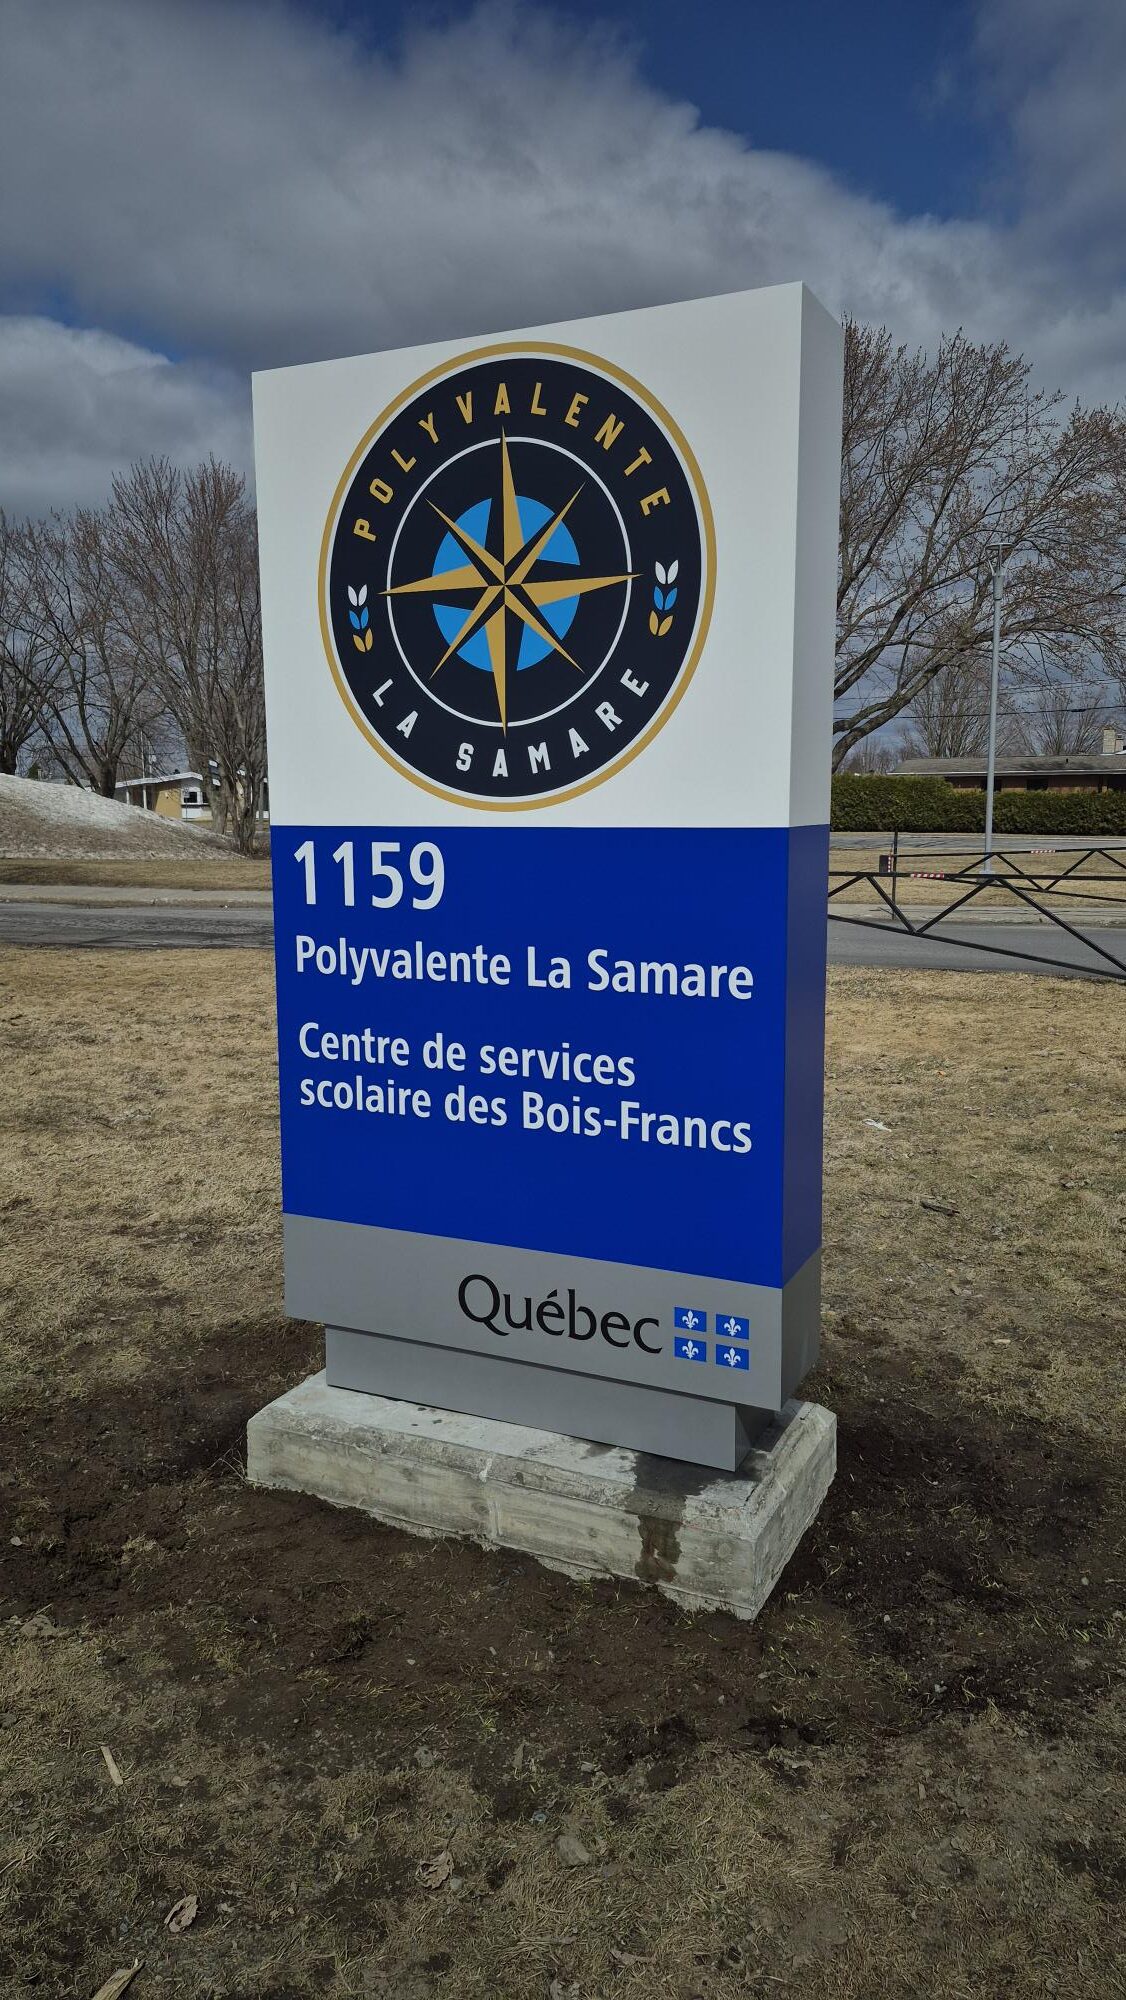 POLYVALENTE
LA SAMARE
1159
Polyvalente La Samare
Centre de services
scolaire des Bois-Francs
Québec